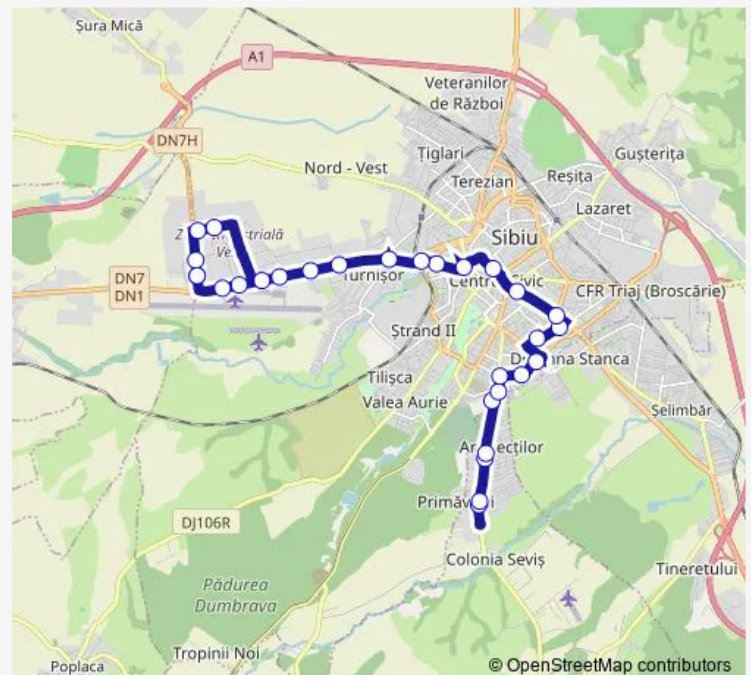 Șura Mică
A1
Veteranilor
de Război
DN7H
Țiglari
Gușterița
Nord - Vest
Terezian
Reșița
Lazaret
Sibiu
DN7
DN1
Turnișor
CFR Triaj (Broscărie)
Ștrand II
Tilișca
Valea Aurie
Șelimbăr
DJ106R
Colonia Seviș
Tineretului
Pădurea
Dumbrava
Tropinii Noi
Poplaca
© OpenStreetMap contributors